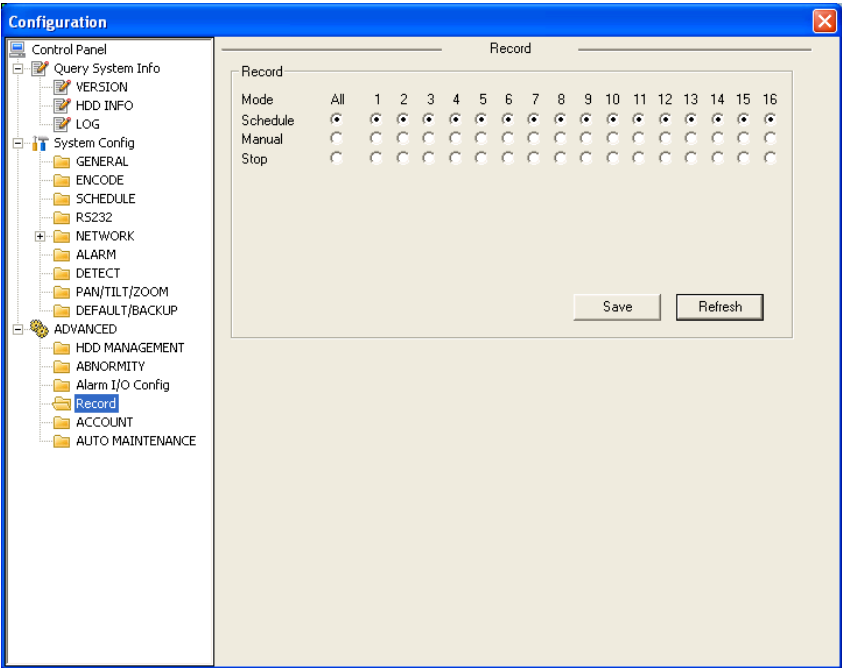 Configuration
Control Panel
Query System Info
VERSION
HDD INFO
LOG
System Config
GENERAL
ENCODE
SCHEDULE
RS232
NETWORK
ALARM
DETECT
PAN/TILT/ZOOM
DEFAULT/BACKUP
ADVANCED
HDD MANAGEMENT
ABNORMITY
Alarm I/O Config
Record
ACCOUNT
AUTO MAINTENANCE
Record
Record
Mode All 1 2 3 4 5 6 7 8 9 10 11 12 13 14 15 16
Schedule
Manual
Stop
Save Refresh